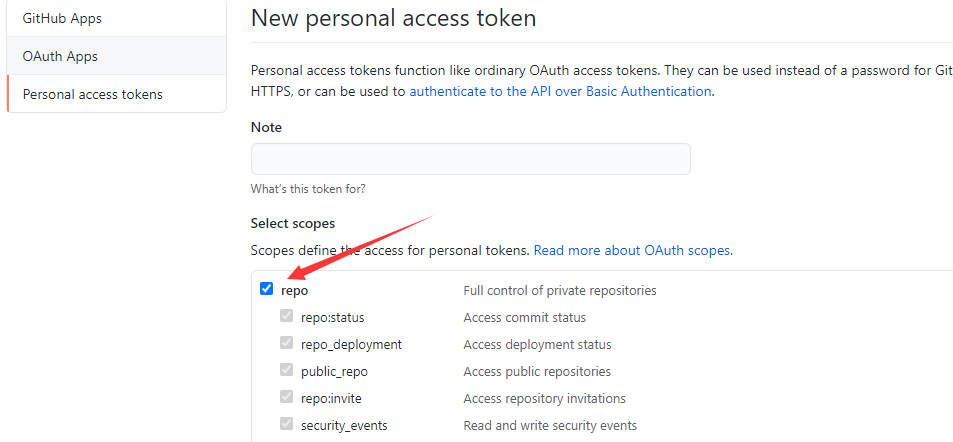 GitHub Apps
OAuth Apps
Personal access tokens
New personal access token
Personal access tokens function like ordinary OAuth access tokens. They can be used instead of a password for Git
HTTPS, or can be used to authenticate to the API over Basic Authentication.
Note
What's this token for?
Select scopes
Scopes define the access for personal tokens. Read more about OAuth scopes.
repo Full control of private repositories
repo:status Access commit status
repo_deployment Access deployment status
public_repo Access public repositories
repo:invite Access repository invitations
security_events Read and write security events